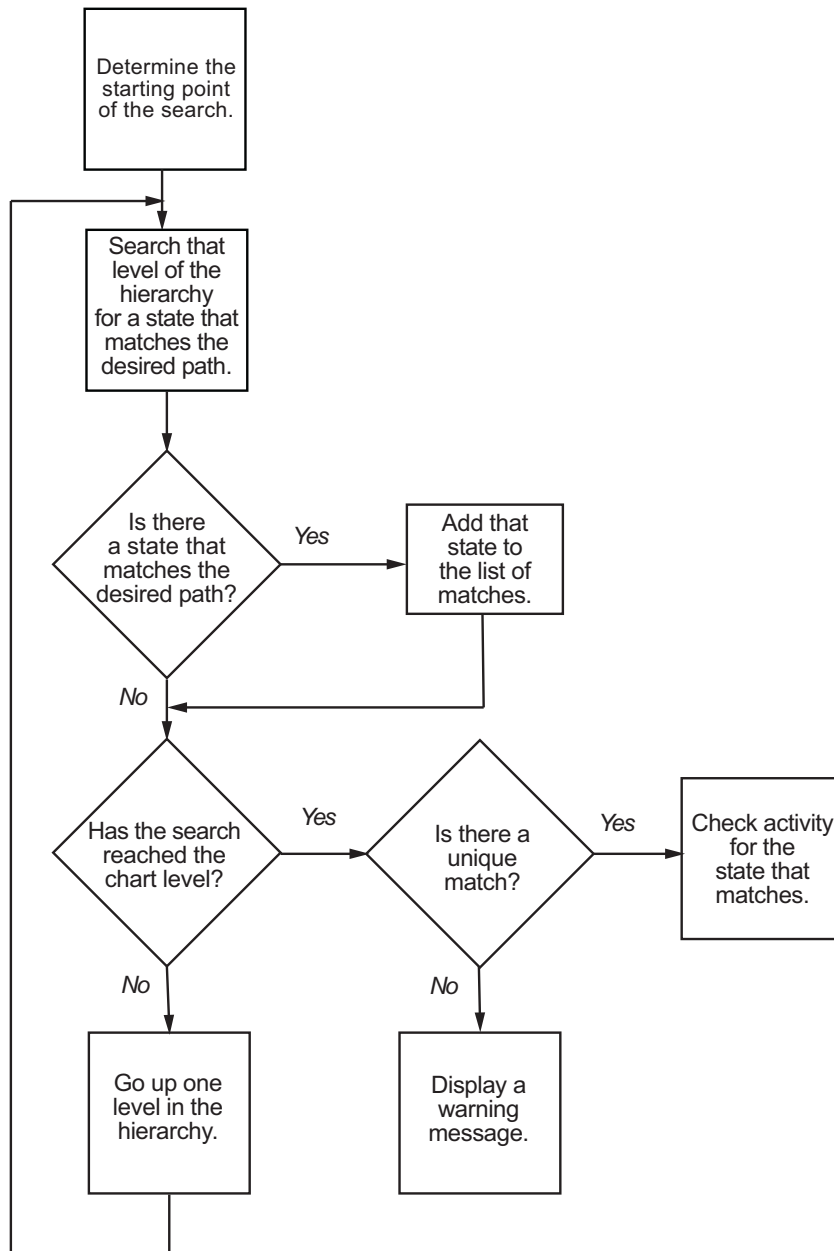 Determine the
starting point
of the search.
Search that
level of the
hierarchy
for a state that
matches the
desired path.
Is there
a state that
matches the
desired path?
Yes
Add that
state to
the list of
matches.
No
Has the search
reached the
chart level?
Yes
Is there a
unique
match?
Yes
Check activity
for the
state that
matches.
No
No
Go up one
level in the
hierarchy.
Display a
warning
message.